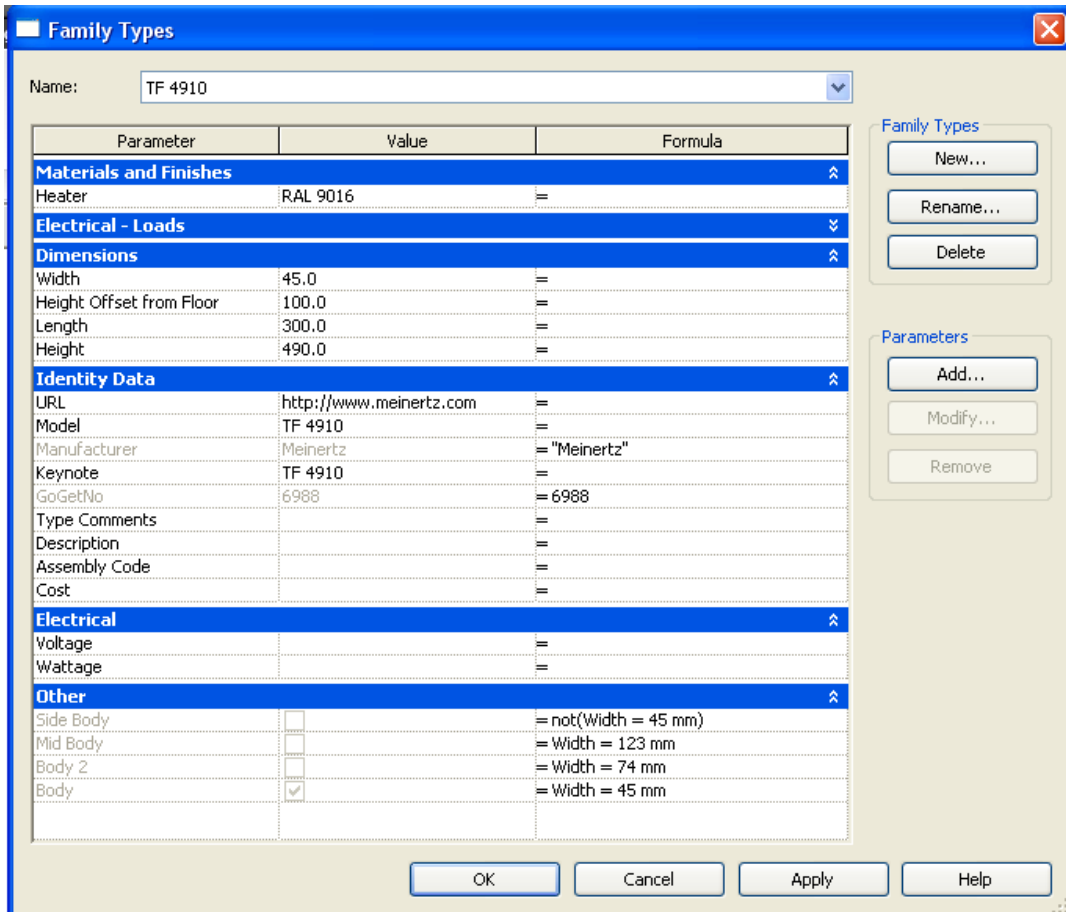 Family Types
Name: TF 4910
Parameter Value Formula
Materials and Finishes
Heater RAL 9016 =
Electrical - Loads
Dimensions
Width 45.0 =
Height Offset from Floor 100.0 =
Length 300.0 =
Height 490.0 =
Identity Data
URL http://www.meinertz.com =
Model TF 4910 =
Manufacturer Meinertz = "Meinertz"
Keynote TF 4910 =
GoGetNo 6988 = 6988
Type Comments =
Description =
Assembly Code =
Cost =
Electrical
Voltage =
Wattage =
Other
Side Body = not(Width = 45 mm)
Mid Body = Width = 123 mm
Body 2 = Width = 74 mm
Body = Width = 45 mm
Family Types
New...
Rename...
Delete
Parameters
Add...
Modify...
Remove
OK Cancel Apply Help